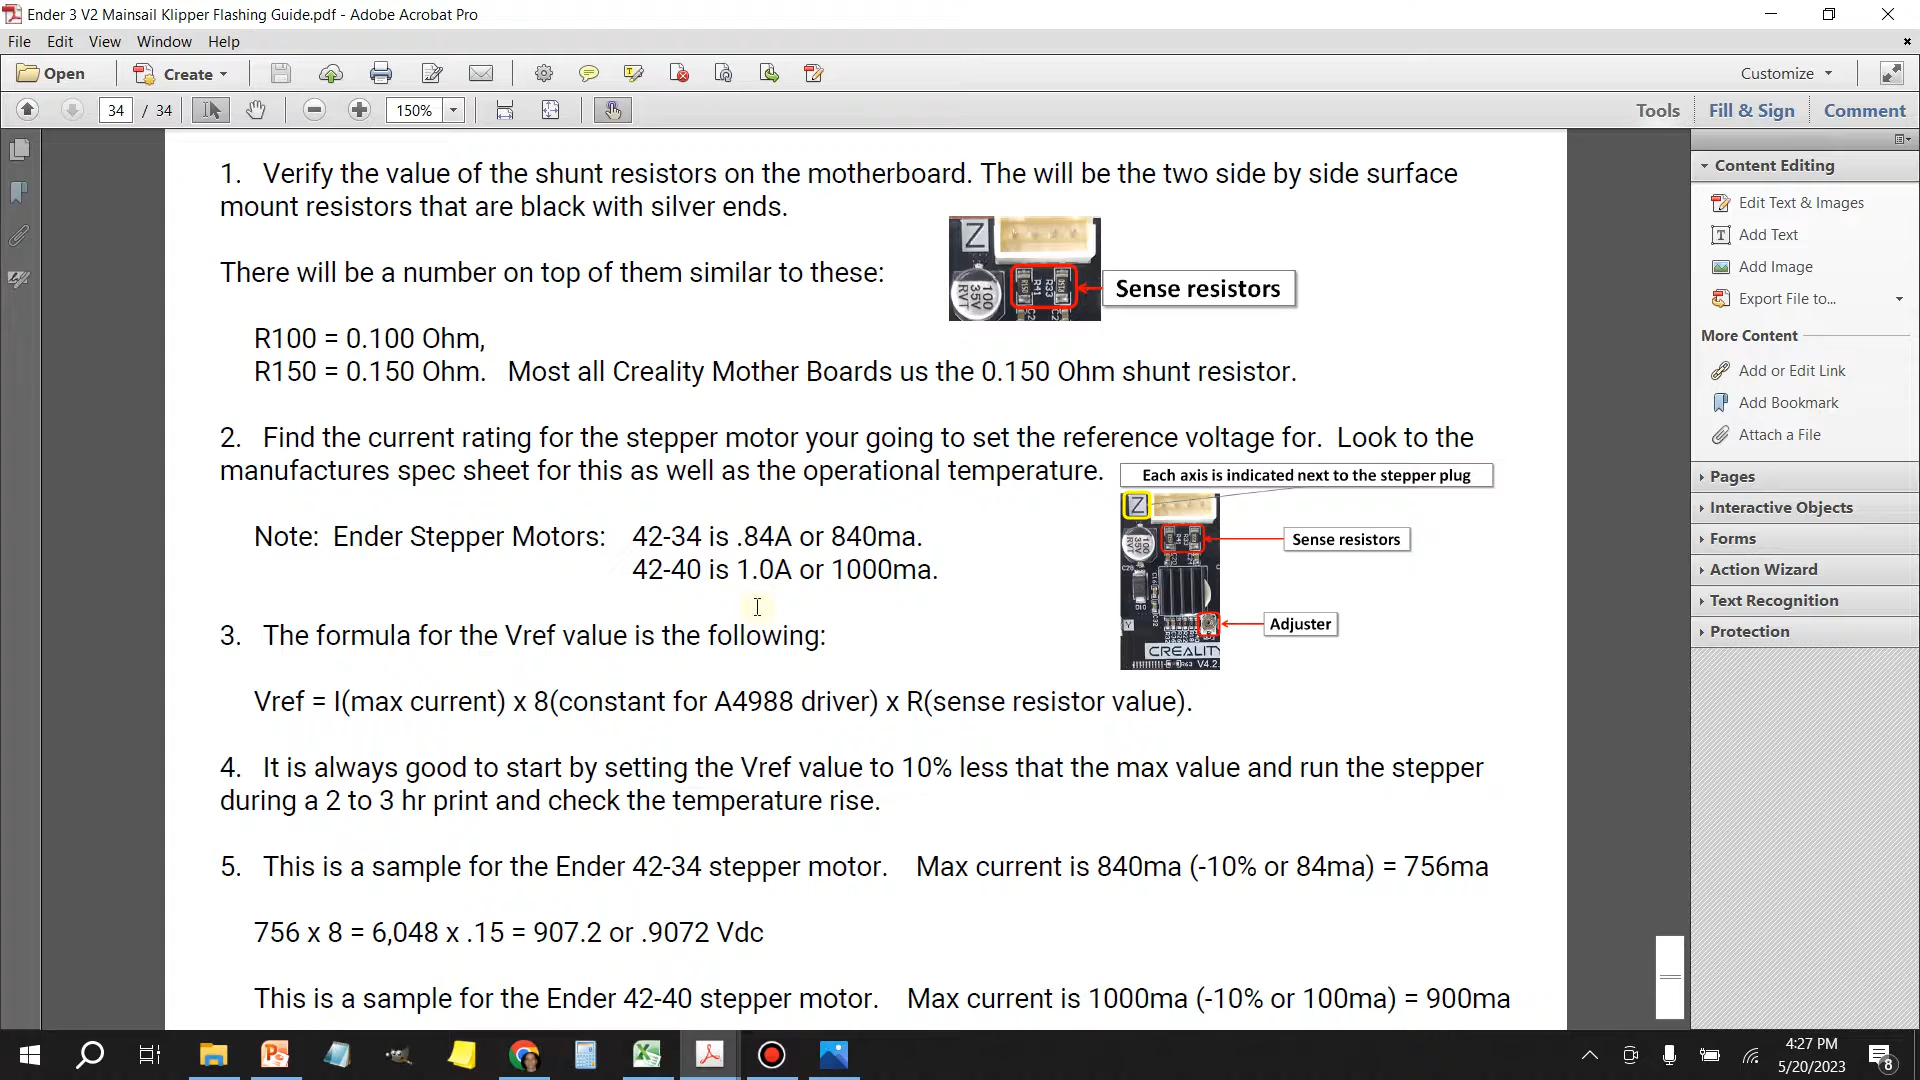 Ender 3 V2 Mainsail Klipper Flashing Guide.pdf - Adobe Acrobat Pro
File Edit View Window Help
Open Create Customize
34 / 34 150% Tools Fill & Sign Comment
1. Verify the value of the shunt resistors on the motherboard. The will be the two side by side surface
mount resistors that are black with silver ends.
There will be a number on top of them similar to these:
Z
100
35V
RVT
R41
R33
Sense resistors
R100 = 0.100 Ohm,
R150 = 0.150 Ohm. Most all Creality Mother Boards us the 0.150 Ohm shunt resistor.
2. Find the current rating for the stepper motor your going to set the reference voltage for. Look to the
manufactures spec sheet for this as well as the operational temperature.
Each axis is indicated next to the stepper plug
Z
100
35V
RVT
Sense resistors
Adjuster
Y
CREALITY
V4.2
Note: Ender Stepper Motors: 42-34 is .84A or 840ma.
42-40 is 1.0A or 1000ma.
3. The formula for the Vref value is the following:
Vref = I(max current) x 8(constant for A4988 driver) x R(sense resistor value).
4. It is always good to start by setting the Vref value to 10% less that the max value and run the stepper
during a 2 to 3 hr print and check the temperature rise.
5. This is a sample for the Ender 42-34 stepper motor. Max current is 840ma (-10% or 84ma) = 756ma
756 x 8 = 6,048 x .15 = 907.2 or .9072 Vdc
This is a sample for the Ender 42-40 stepper motor. Max current is 1000ma (-10% or 100ma) = 900ma
Content Editing
Edit Text & Images
Add Text
Add Image
Export File to...
More Content
Add or Edit Link
Add Bookmark
Attach a File
Pages
Interactive Objects
Forms
Action Wizard
Text Recognition
Protection
4:27 PM
5/20/2023
8